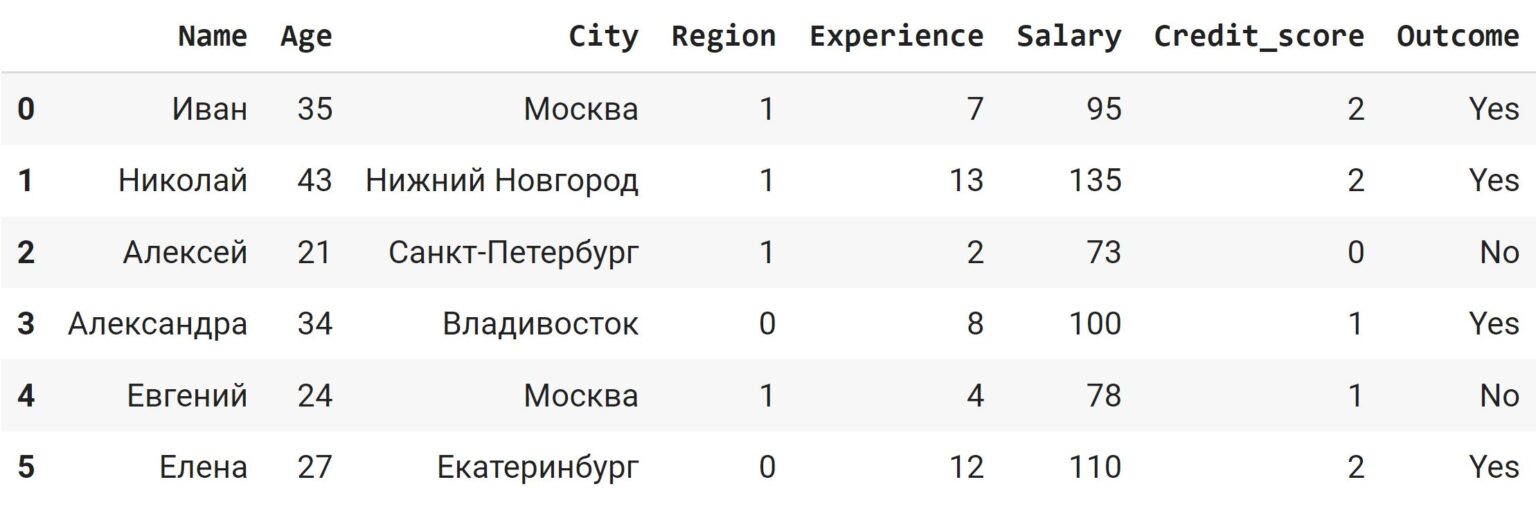 Name Age City Region Experience Salary Credit_score Outcome
0 Иван 35 Москва 1 7 95 2 Yes
1 Николай 43 Нижний Новгород 1 13 135 2 Yes
2 Алексей 21 Санкт-Петербург 1 2 73 0 No
3 Александра 34 Владивосток 0 8 100 1 Yes
4 Евгений 24 Москва 1 4 78 1 No
5 Елена 27 Екатеринбург 0 12 110 2 Yes